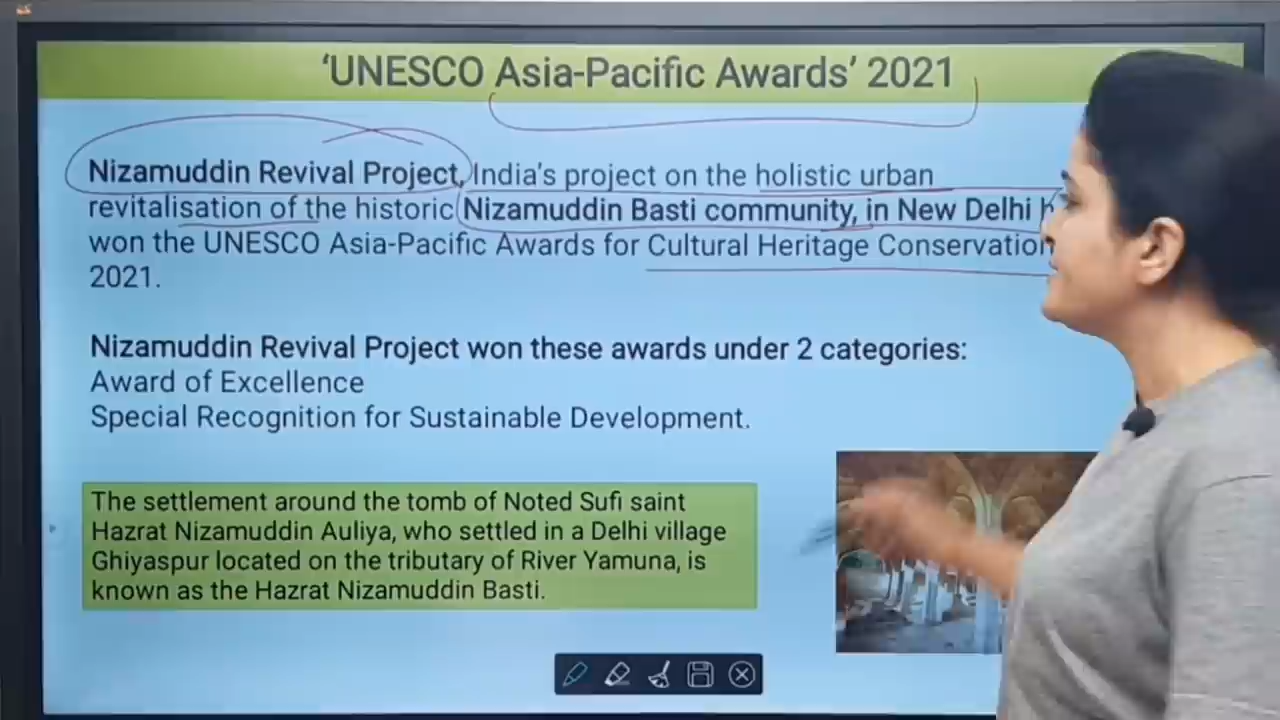 ‘UNESCO Asia-Pacific Awards’ 2021
Nizamuddin Revival Project, India's project on the holistic urban
revitalisation of the historic Nizamuddin Basti community, in New Delhi
won the UNESCO Asia-Pacific Awards for Cultural Heritage Conservation
2021.
Nizamuddin Revival Project won these awards under 2 categories:
Award of Excellence
Special Recognition for Sustainable Development.
The settlement around the tomb of Noted Sufi saint
Hazrat Nizamuddin Auliya, who settled in a Delhi village
Ghiyaspur located on the tributary of River Yamuna, is
known as the Hazrat Nizamuddin Basti.